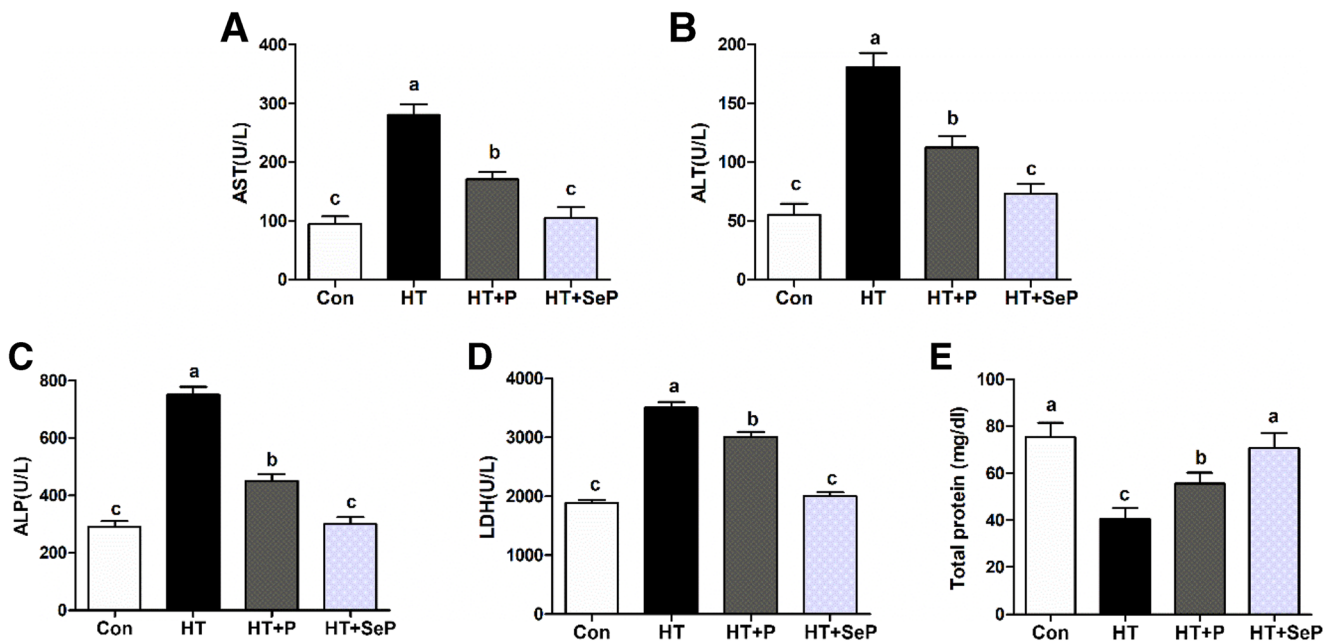 A
AST(U/L)
400
300
200
100
0
c
a
b
c
Con HT HT+P HT+SeP
B
ALT(U/L)
200
150
100
50
0
c
a
b
c
Con HT HT+P HT+SeP
C
ALP(U/L)
800
600
400
200
0
c
a
b
c
Con HT HT+P HT+SeP
D
LDH(U/L)
4000
3000
2000
1000
0
c
a
b
c
Con HT HT+P HT+SeP
E
Total protein (mg/dl)
100
80
60
40
20
0
a
c
b
a
Con HT HT+P HT+SeP